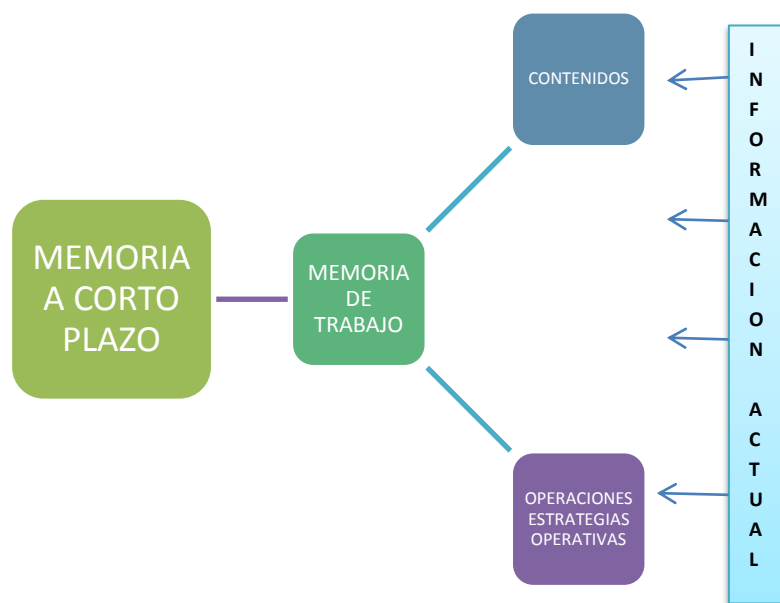 MEMORIA
A CORTO
PLAZO
MEMORIA
DE
TRABAJO
CONTENIDOS
OPERACIONES
ESTRATEGIAS
OPERATIVAS
I
N
F
O
R
M
A
C
I
O
N
A
C
T
U
A
L